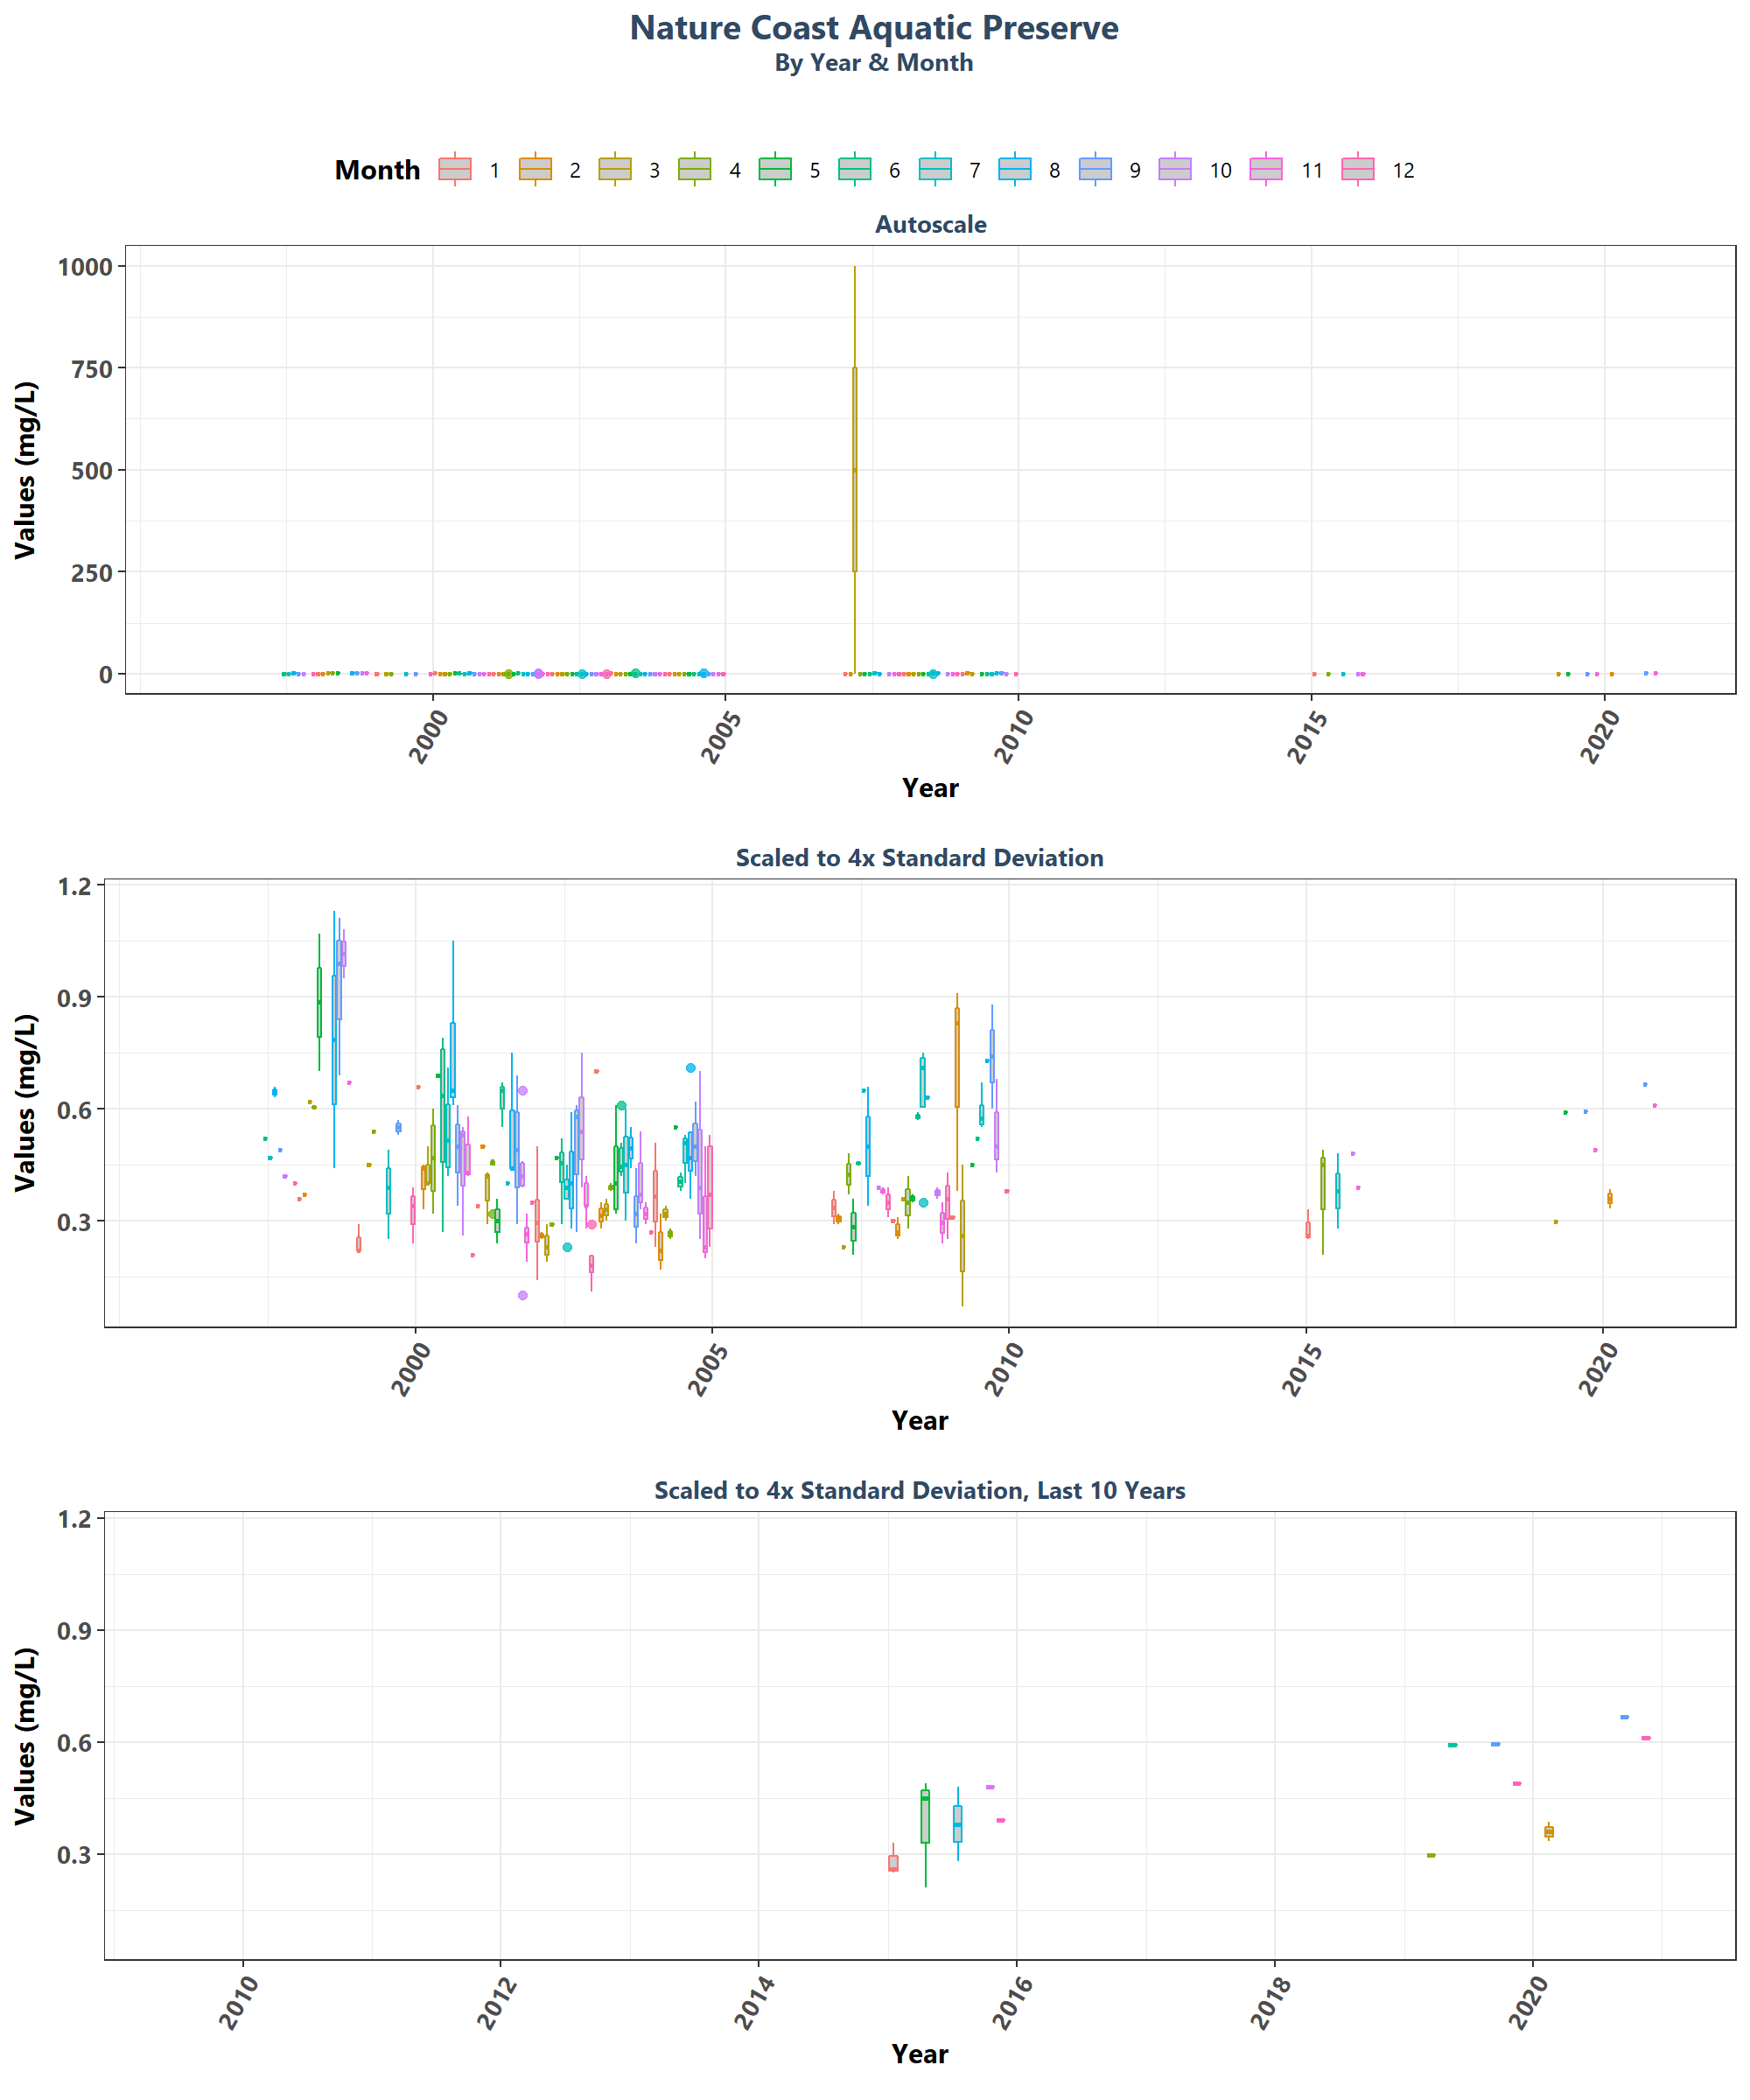 Nature Coast Aquatic Preserve
By Year & Month
Month 1 2 3 4 5 6 7 8 9 10 11 12
Autoscale
1000
750
500
250
0
Values (mg/L)
2000 2005 2010 2015 2020
Year
Scaled to 4x Standard Deviation
1.2
0.9
0.6
0.3
Values (mg/L)
2000 2005 2010 2015 2020
Year
Scaled to 4x Standard Deviation, Last 10 Years
1.2
0.9
0.6
0.3
Values (mg/L)
2010 2012 2014 2016 2018 2020
Year